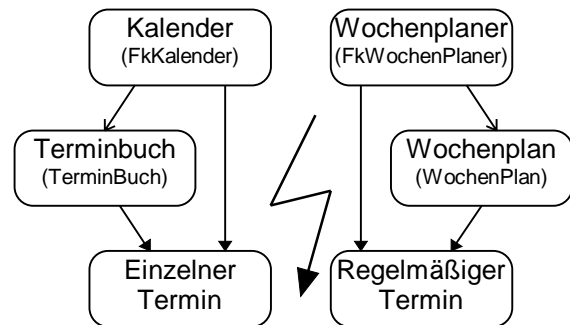 Kalender
(FkKalender)
Wochenplaner
(FkWochenPlaner)
Terminbuch
(TerminBuch)
Wochenplan
(WochenPlan)
Einzelner
Termin
Regelmäßiger
Termin